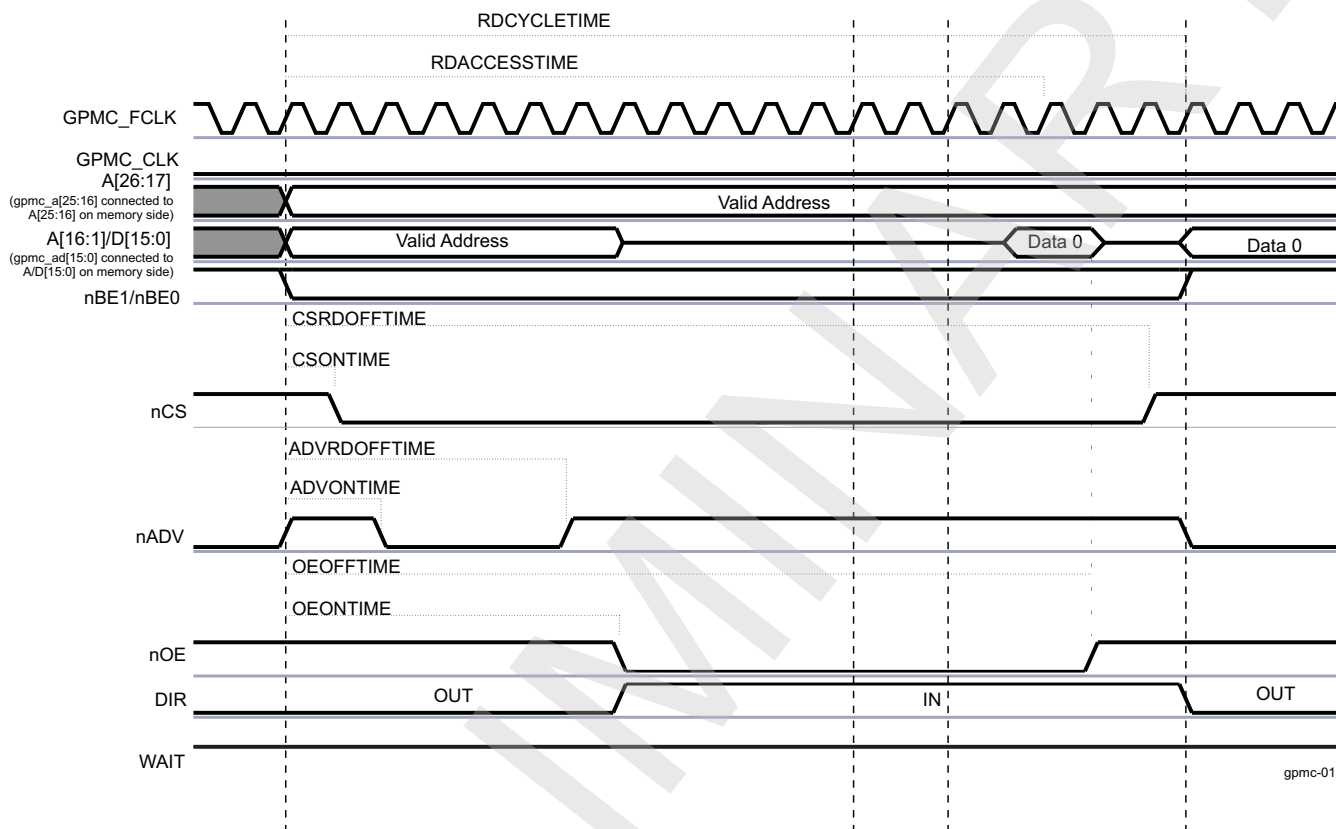 RDCYCLETIME
RDACCESSTIME
GPMC_FCLK
GPMC_CLK
A[26:17]
(gpmc_a[25:16] connected to
A[25:16] on memory side)
Valid Address
A[16:1]/D[15:0]
(gpmc_ad[15:0] connected to
A/D[15:0] on memory side)
Valid Address
Data 0
Data 0
nBE1/nBE0
CSRDOFFTIME
CSONTIME
nCS
ADVRDOFFTIME
ADVONTIME
nADV
OEOFFTIME
OEONTIME
nOE
DIR
OUT
IN
OUT
WAIT
gpmc-01
IMINAR